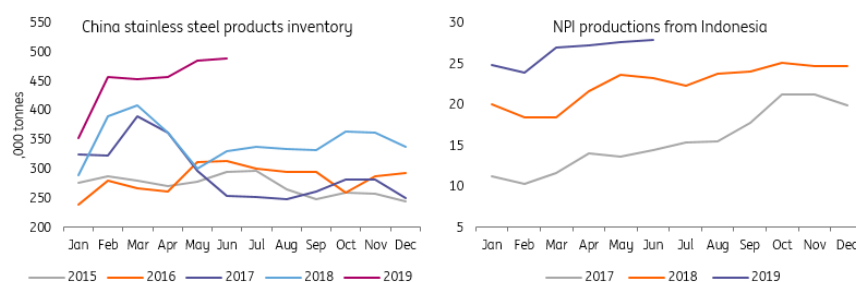 China stainless steel products inventory
,000 tonnes
550
500
450
400
350
300
250
200
Jan Feb Mar Apr May Jun Jul Aug Sep Oct Nov Dec
2015 2016 2017 2018 2019
NPI productions from Indonesia
30
25
20
15
10
5
Jan Feb Mar Apr May Jun Jul Aug Sep Oct Nov Dec
2017 2018 2019